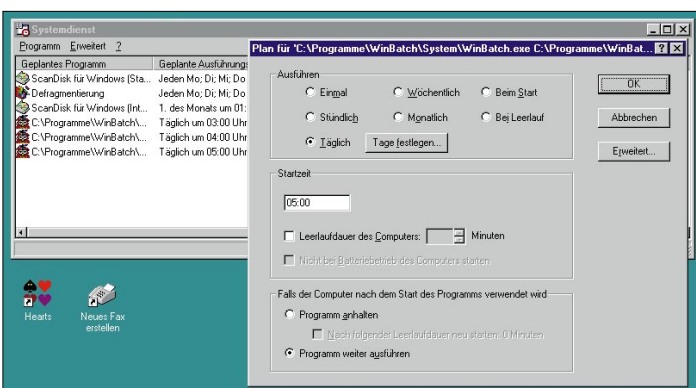 Systemdienst
Programm Erweitert ?
Geplantes Programm Geplante Ausführungs
ScanDisk für Windows (Sta... Jeden Mo; Di; Mi; Do
Defragmentierung Jeden Mo; Di; Mi; Do
ScanDisk für Windows (Int... 1. des Monats um 01:
C:\Programme\WinBatch\... Täglich um 03:00 Uhr
C:\Programme\WinBatch\... Täglich um 04:00 Uhr
C:\Programme\WinBatch\... Täglich um 05:00 Uhr
Hearts
Neues Fax
erstellen
Plan für 'C:\Programme\WinBatch\System\WinBatch.exe C:\Programme\WinBat...
Ausführen
Einmal Wöchentlich Beim Start
Stündlich Monatlich Bei Leerlauf
Täglich Tage festlegen...
OK
Abbrechen
Erweitert...
Startzeit
05:00
Leerlaufdauer des Computers: Minuten
Nicht bei Batteriebetrieb des Computers starten
Falls der Computer nach dem Start des Programms verwendet wird
Programm anhalten
Nach folgender Leerlaufdauer neu starten: 0 Minuten
Programm weiter ausführen